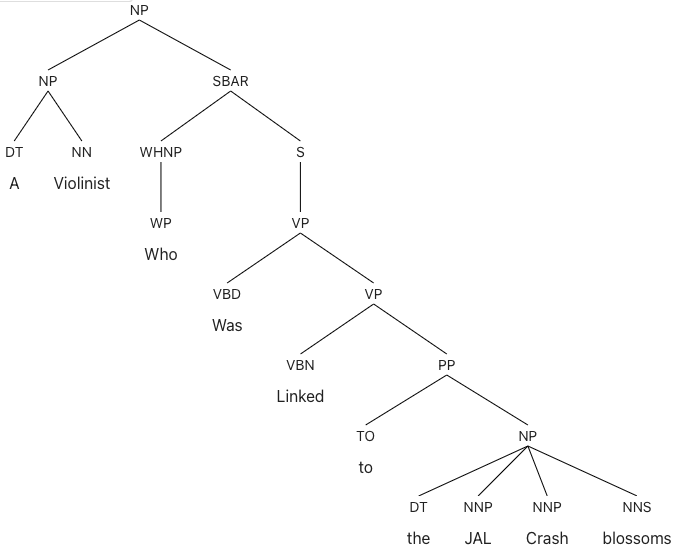 NP
NP SBAR
DT NN WHNP S
A Violinist
WP VP
Who
VBD VP
Was
VBN PP
Linked
TO NP
to
DT NNP NNP NNS
the JAL Crash blossoms